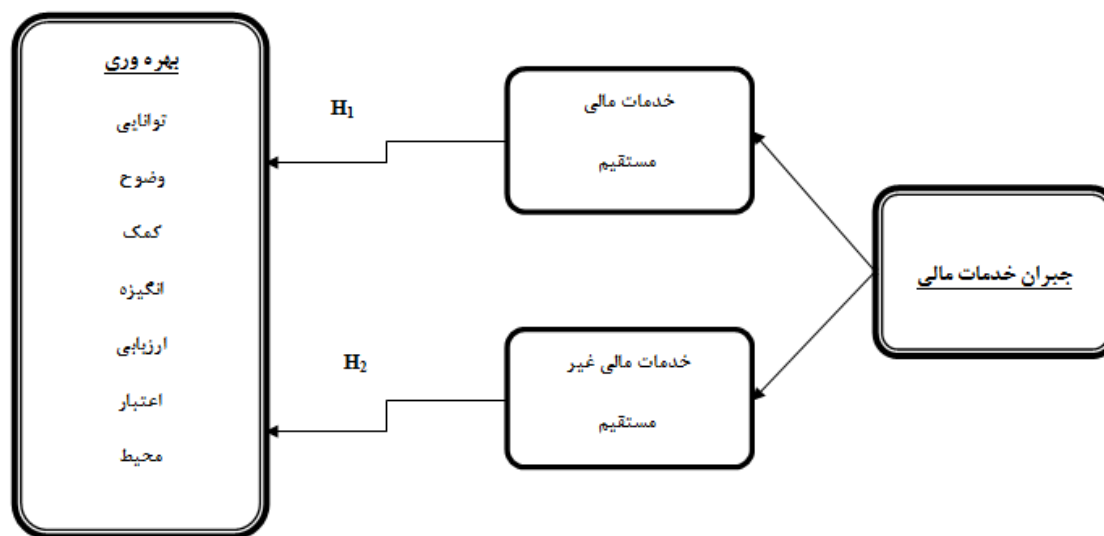 جبران خدمات مالی
خدمات مالی
مستقیم
خدمات مالی غیر
مستقیم
H1
H2
بهره وری
توانایی
وضوح
کمک
انگیزه
ارزیابی
اعتبار
محیط